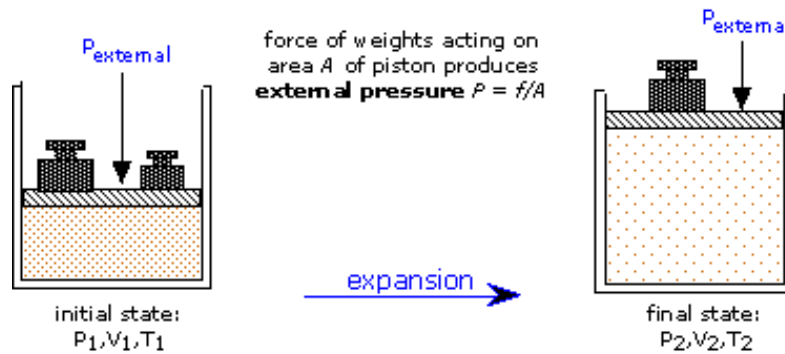 Pexternal
force of weights acting on
area A of piston produces
external pressure P = f/A
Pexterna
expansion
initial state:
P1,V1,T1
final state:
P2,V2,T2